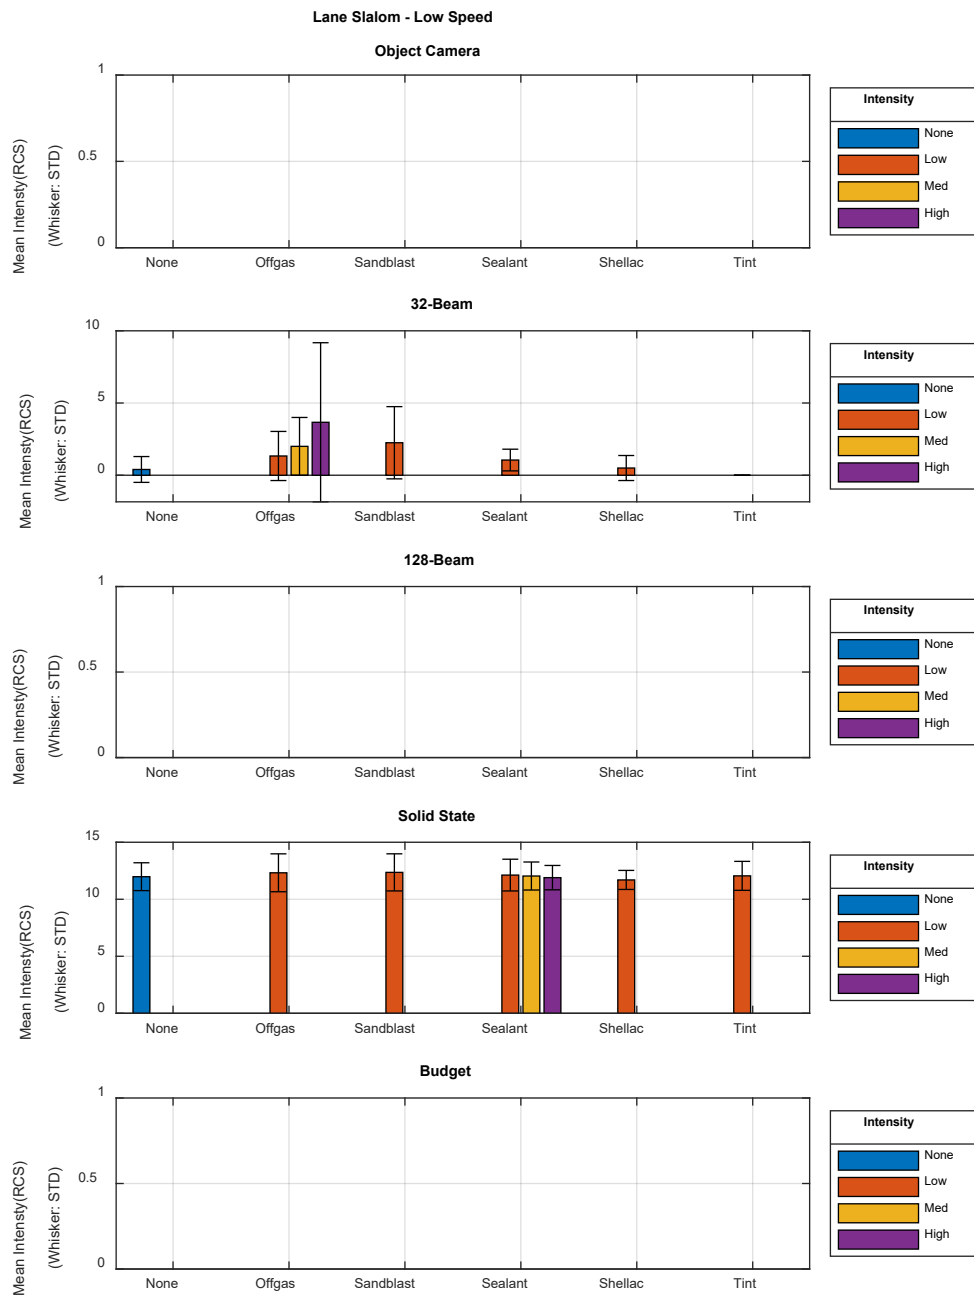 Lane Slalom - Low Speed
Object Camera
Mean Intensty(RCS)
(Whisker: STD)
1
0.5
0
None Offgas Sandblast Sealant Shellac Tint
Intensity
None
Low
Med
High
32-Beam
Mean Intensty(RCS)
(Whisker: STD)
10
5
0
None Offgas Sandblast Sealant Shellac Tint
Intensity
None
Low
Med
High
128-Beam
Mean Intensty(RCS)
(Whisker: STD)
1
0.5
0
None Offgas Sandblast Sealant Shellac Tint
Intensity
None
Low
Med
High
Solid State
Mean Intensty(RCS)
(Whisker: STD)
15
10
5
0
None Offgas Sandblast Sealant Shellac Tint
Intensity
None
Low
Med
High
Budget
Mean Intensty(RCS)
(Whisker: STD)
1
0.5
0
None Offgas Sandblast Sealant Shellac Tint
Intensity
None
Low
Med
High